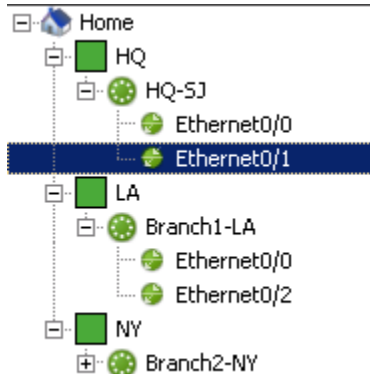 Home
HQ
HQ-SJ
Ethernet0/0
Ethernet0/1
LA
Branch1-LA
Ethernet0/0
Ethernet0/2
NY
Branch2-NY